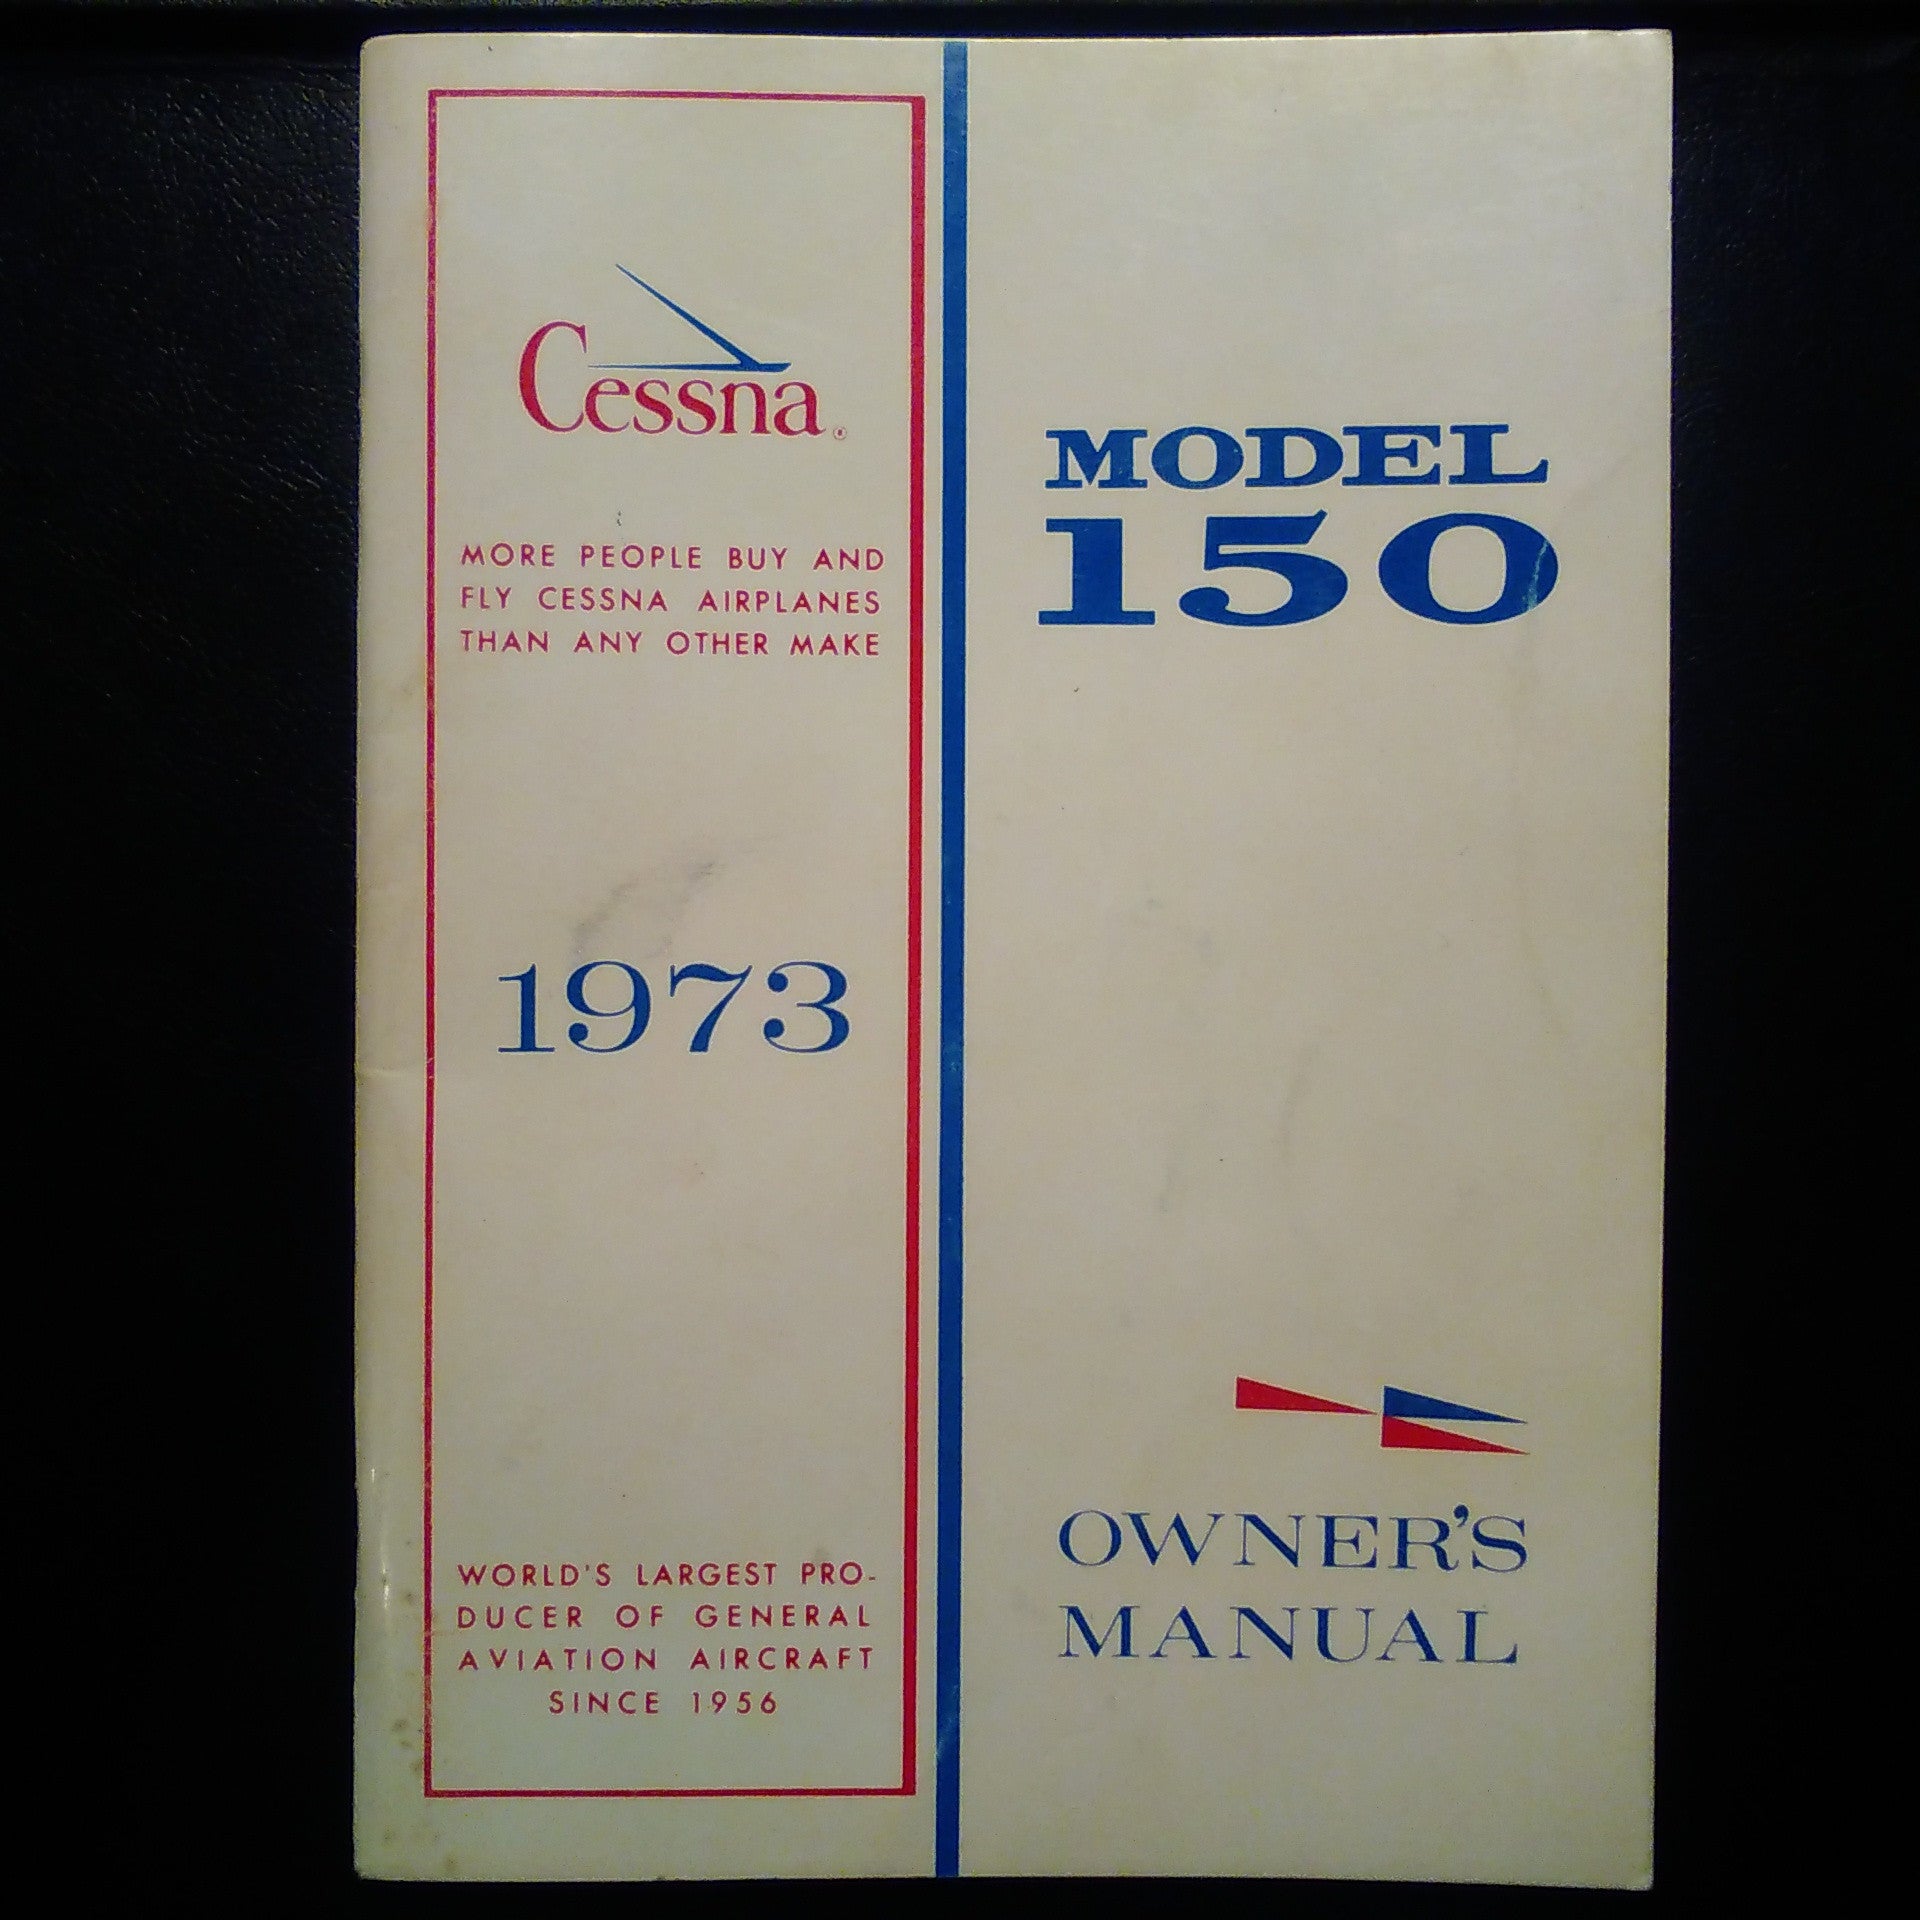 Cessna®
MORE PEOPLE BUY AND
FLY CESSNA AIRPLANES
THAN ANY OTHER MAKE
1973
WORLD'S LARGEST PRO-
DUCER OF GENERAL
AVIATION AIRCRAFT
SINCE 1956
MODEL
150
OWNER'S
MANUAL